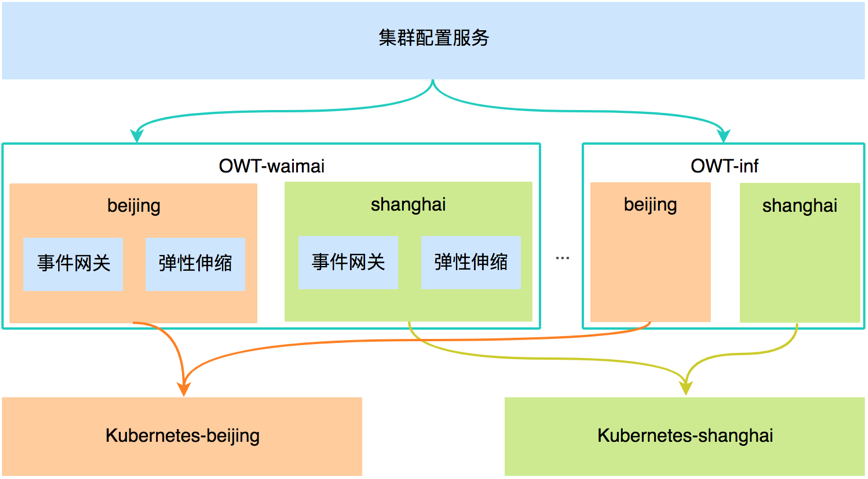 集群配置服务
OWT-waimai
beijing
事件网关
弹性伸缩
shanghai
事件网关
弹性伸缩
...
OWT-inf
beijing
shanghai
Kubernetes-beijing
Kubernetes-shanghai